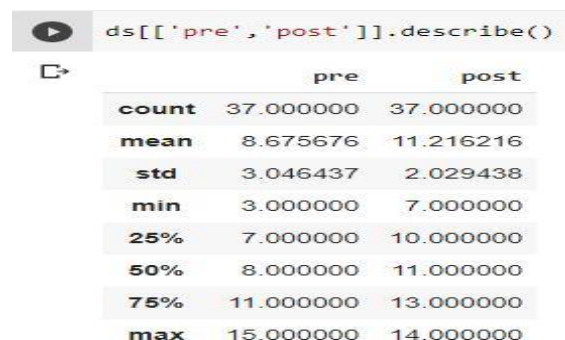 ds[['pre','post']].describe()
pre post
count 37.000000 37.000000
mean 8.675676 11.216216
std 3.046437 2.029438
min 3.000000 7.000000
25% 7.000000 10.000000
50% 8.000000 11.000000
75% 11.000000 13.000000
max 15.000000 14.000000